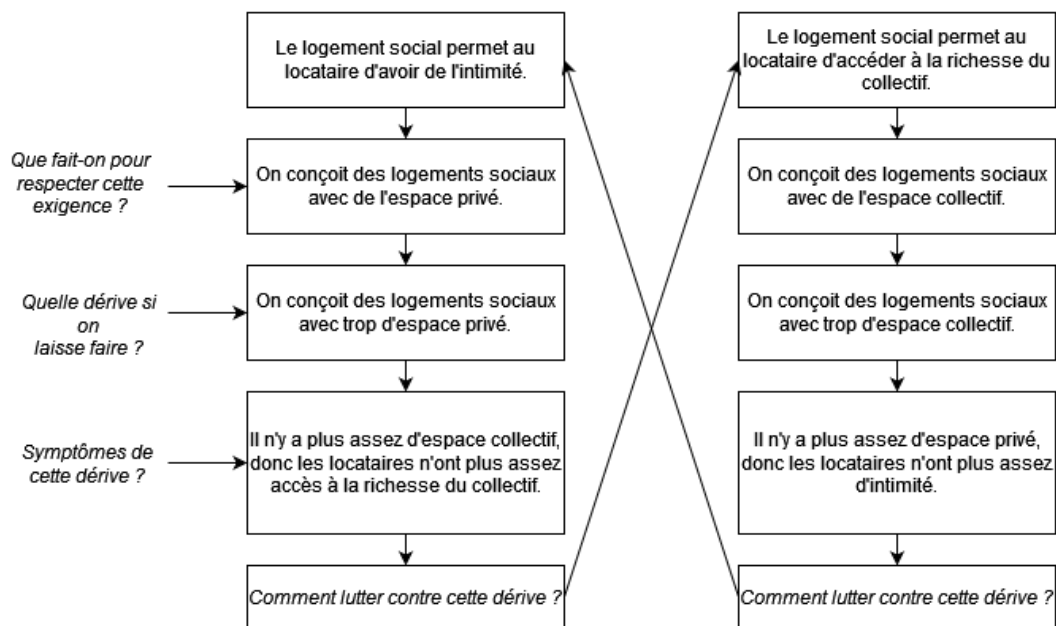 Le logement social permet au
locataire d'avoir de l'intimité.
Le logement social permet au
locataire d'accéder à la richesse du
collectif.
Que fait-on pour
respecter cette
exigence ?
On conçoit des logements sociaux
avec de l'espace privé.
On conçoit des logements sociaux
avec de l'espace collectif.
Quelle dérive si
on
laisse faire ?
On conçoit des logements sociaux
avec trop d'espace privé.
On conçoit des logements sociaux
avec trop d'espace collectif.
Symptômes de
cette dérive ?
Il n'y a plus assez d'espace collectif,
donc les locataires n'ont plus assez
accès à la richesse du collectif.
Il n'y a plus assez d'espace privé,
donc les locataires n'ont plus assez
d'intimité.
Comment lutter contre cette dérive ?
Comment lutter contre cette dérive ?